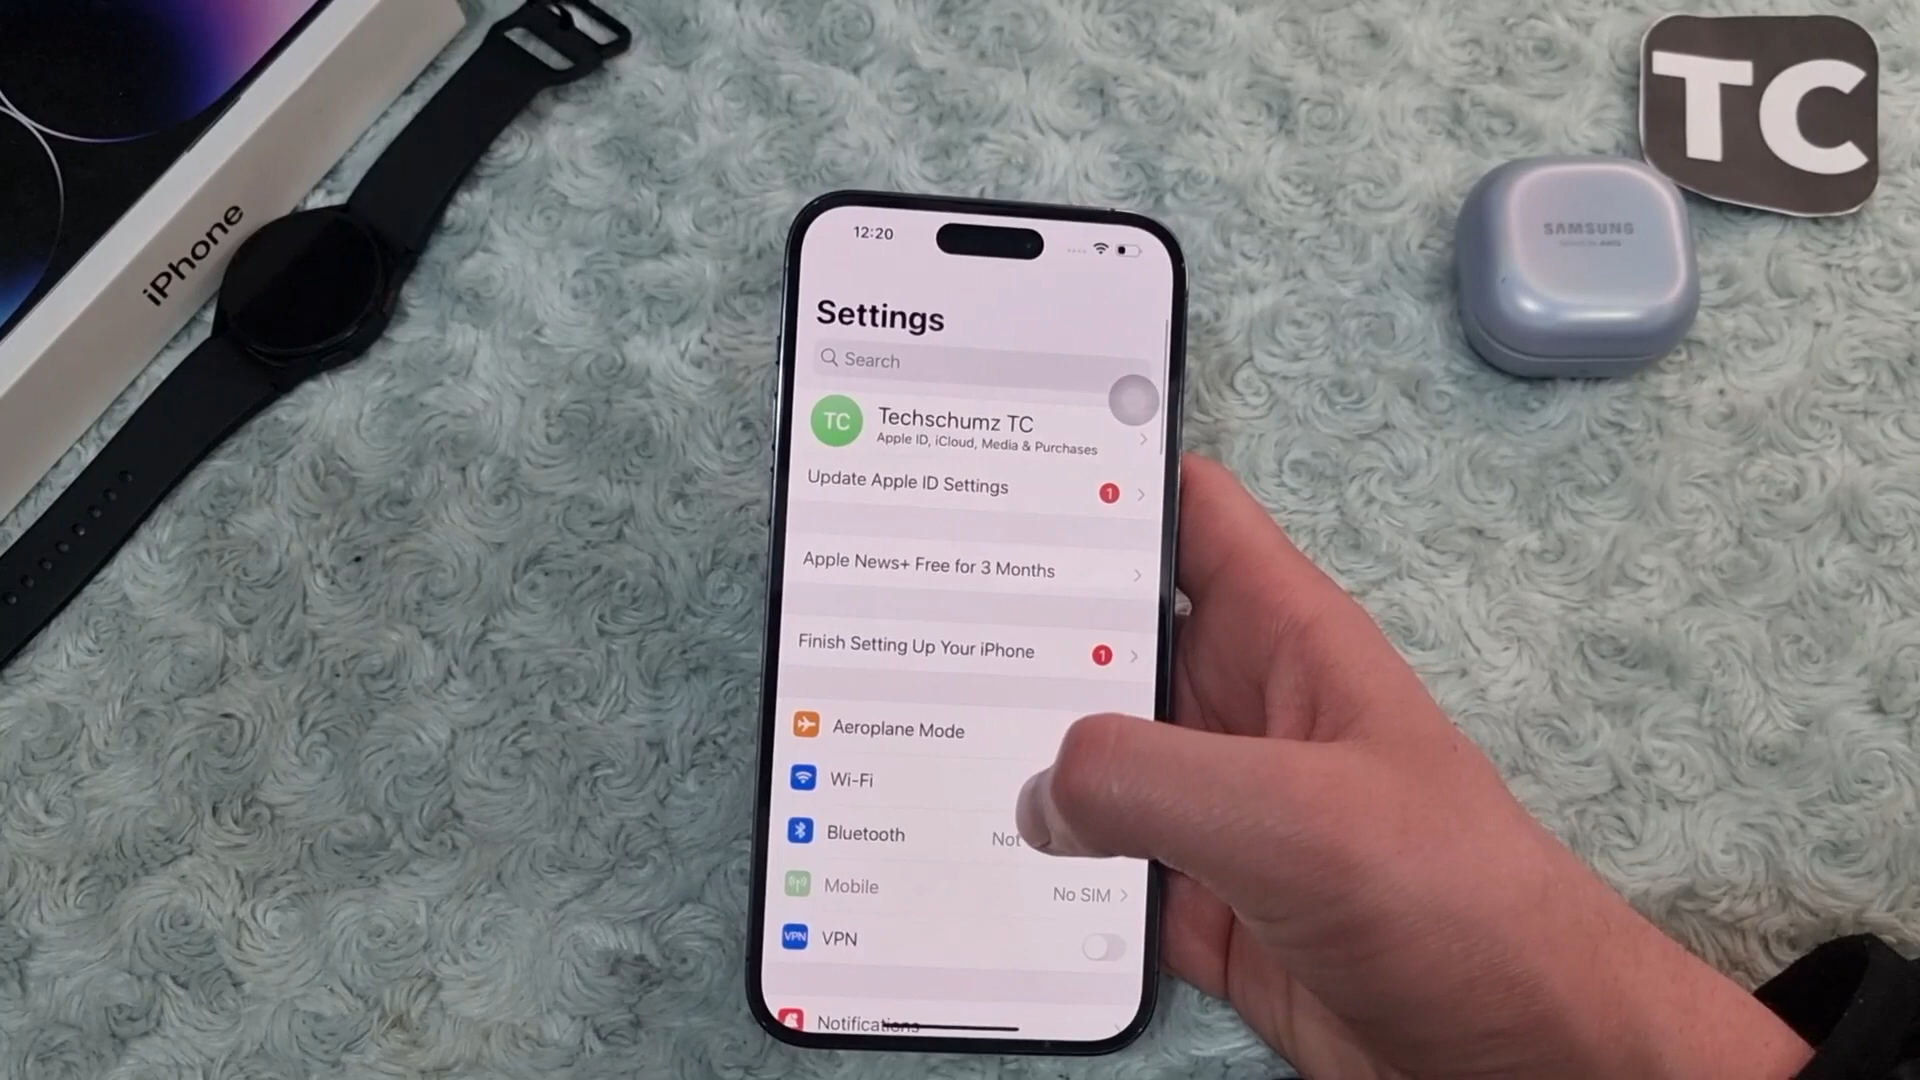 iPhone
TC
SAMSUNG
12:20
Settings
Search
TC
Techschumz TC
Apple ID, iCloud, Media & Purchases
Update Apple ID Settings
1
Apple News+ Free for 3 Months
Finish Setting Up Your iPhone
1
Aeroplane Mode
Wi-Fi
Bluetooth
Not
Mobile
No SIM
VPN
VPN
Notifications